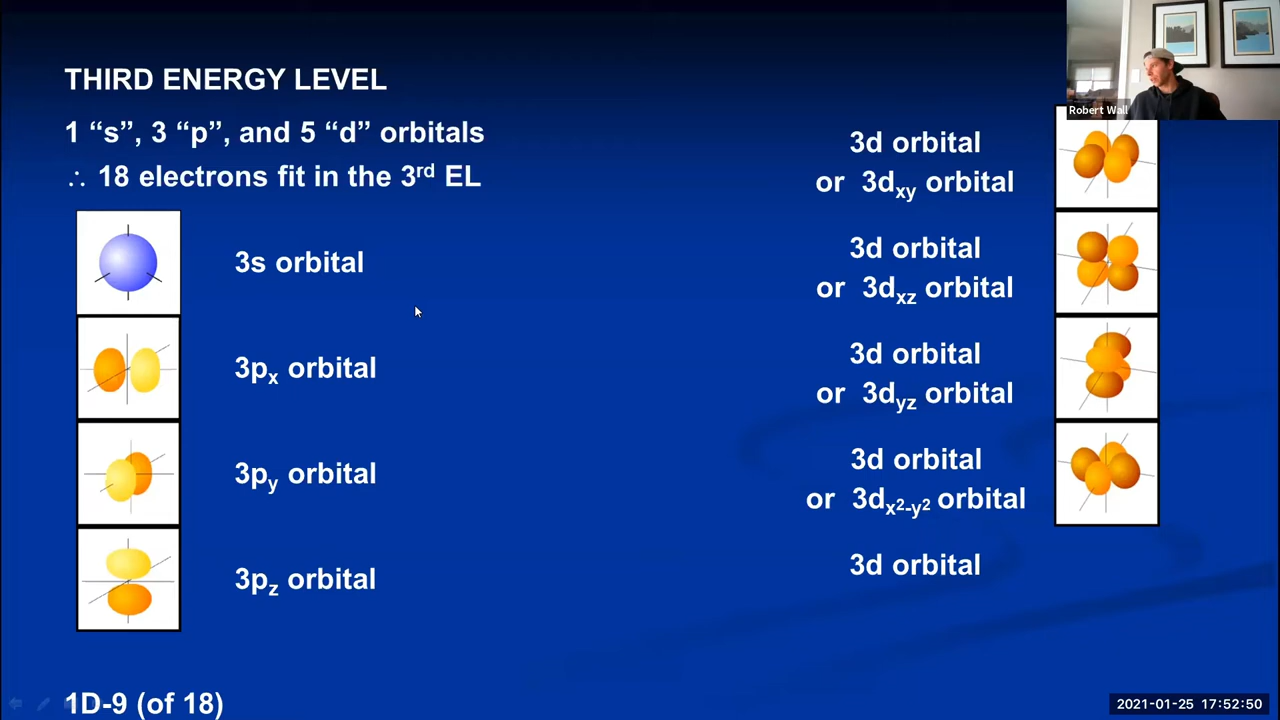 THIRD ENERGY LEVEL
1 “s”, 3 “p”, and 5 “d” orbitals
∴ 18 electrons fit in the 3rd EL
3s orbital
3px orbital
3py orbital
3pz orbital
3d orbital
or 3dxy orbital
3d orbital
or 3dxz orbital
3d orbital
or 3dyz orbital
3d orbital
or 3dx2-y2 orbital
3d orbital
1D-9 (of 18)
Robert Wall
2021-01-25 17:52:50